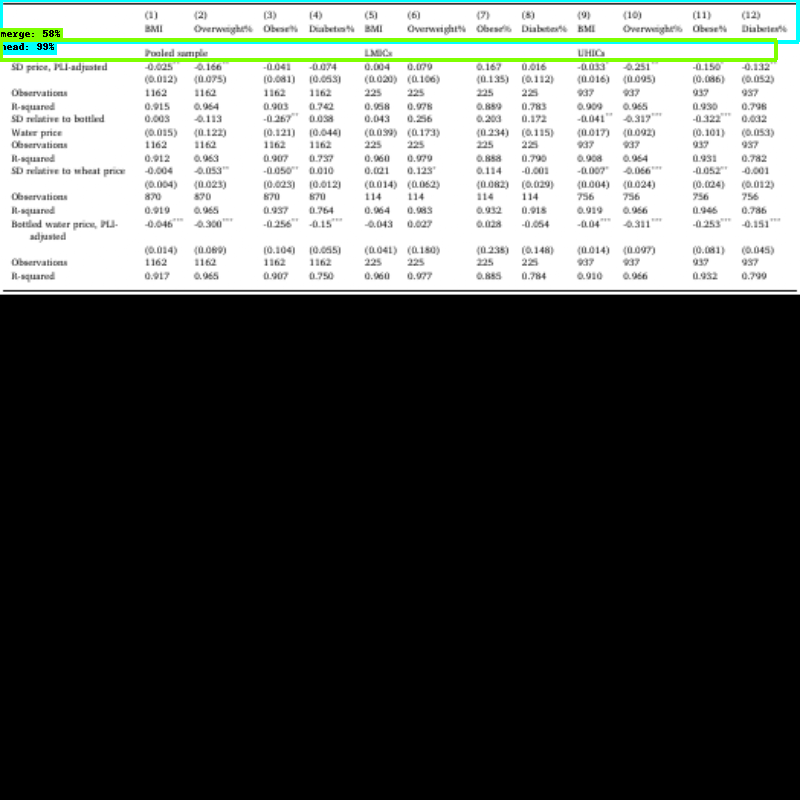 (1) (2) (3) (4) (5) (6) (7) (8) (9) (10) (11) (12)
BMI Overweight% Obese% Diabetes% BMI Overweight% Obese% Diabetes% BMI Overweight% Obese% Diabetes%
merge: 58%
head: 99%
Pooled sample LMICs UHICs
SD price, PLI-adjusted -0.025** -0.166** -0.041 -0.074 0.004 0.079 0.167 0.016 -0.033* -0.251** -0.150* -0.132**
(0.012) (0.075) (0.081) (0.053) (0.020) (0.106) (0.135) (0.112) (0.016) (0.095) (0.086) (0.052)
Observations 1162 1162 1162 1162 225 225 225 225 937 937 937 937
R-squared 0.915 0.964 0.903 0.742 0.958 0.978 0.889 0.783 0.909 0.965 0.930 0.798
SD relative to bottled 0.003 -0.113 -0.267** 0.038 0.043 0.256 0.203 0.172 -0.041** -0.317*** -0.322*** 0.032
Water price (0.015) (0.122) (0.121) (0.044) (0.039) (0.173) (0.234) (0.115) (0.017) (0.092) (0.101) (0.053)
Observations 1162 1162 1162 1162 225 225 225 225 937 937 937 937
R-squared 0.912 0.963 0.907 0.737 0.960 0.979 0.888 0.790 0.908 0.964 0.931 0.782
SD relative to wheat price -0.004 -0.053** -0.050** 0.010 0.021 0.123* 0.114 -0.001 -0.007* -0.066*** -0.052** -0.001
(0.004) (0.023) (0.023) (0.012) (0.014) (0.062) (0.082) (0.029) (0.004) (0.024) (0.024) (0.012)
Observations 870 870 870 870 114 114 114 114 756 756 756 756
R-squared 0.919 0.965 0.937 0.764 0.964 0.983 0.932 0.918 0.919 0.966 0.946 0.786
Bottled water price, PLI- -0.046*** -0.300*** -0.256** -0.15*** -0.043 0.027 0.028 -0.054 -0.04*** -0.311*** -0.253*** -0.151***
adjusted
(0.014) (0.089) (0.104) (0.055) (0.041) (0.180) (0.238) (0.148) (0.014) (0.097) (0.081) (0.045)
Observations 1162 1162 1162 1162 225 225 225 225 937 937 937 937
R-squared 0.917 0.965 0.907 0.750 0.960 0.977 0.885 0.784 0.910 0.966 0.932 0.799